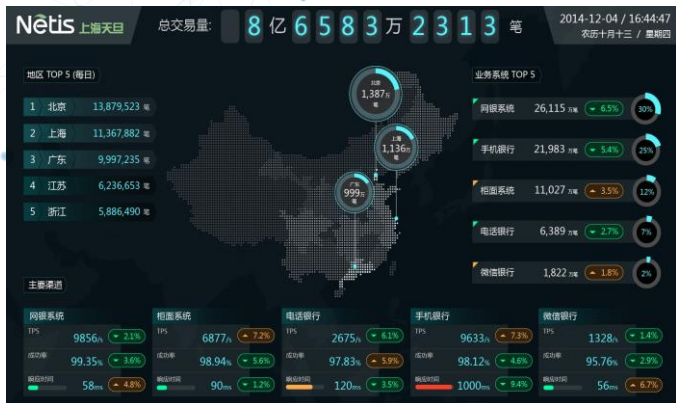 Nётis 上海天旦 总交易量: 8亿6583万2313 笔 2014-12-04 / 16:44:47
农历十月十三 / 星期四
地区 TOP 5 (每日)
1 北京 13,879,523 笔
2 上海 11,367,882 笔
3 广东 9,997,235 笔
4 江苏 6,236,653 笔
5 浙江 5,886,490 笔
北京
1,387万
笔
上海
1,136万
笔
广东
999万
笔
业务系统 TOP 5
网银系统 26,115 万笔 6.5% 30%
手机银行 21,983 万笔 5.4% 25%
柜面系统 11,027 万笔 3.5% 12%
电话银行 6,389 万笔 2.7% 7%
微信银行 1,822 万笔 1.8% 2%
主要渠道
网银系统
TPS 9856/s 2.1%
成功率 99.35% 3.6%
响应时间 58ms 4.8%
柜面系统
TPS 6877/s 7.2%
成功率 98.94% 5.6%
响应时间 90ms 1.2%
电话银行
TPS 2675/s 6.1%
成功率 97.83% 5.9%
响应时间 120ms 3.5%
手机银行
TPS 9633/s 7.3%
成功率 98.12% 4.6%
响应时间 1000ms 9.4%
微信银行
TPS 1328/s 1.4%
成功率 95.76% 2.9%
响应时间 56ms 6.7%